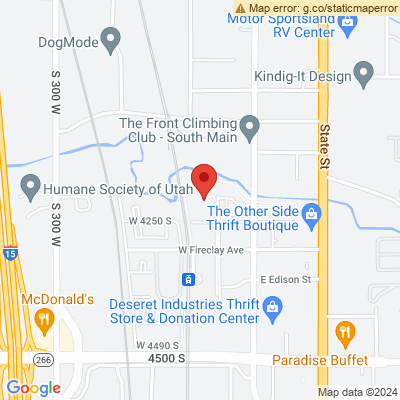 Map error: g.co/staticmaperror
Motor Sportsland
RV Center
DogMode
Kindig-It Design
S 300 W
The Front Climbing
Club - South Main
State St
Humane Society of Utah
S 300 W
W 4250 S
The Other Side
Thrift Boutique
W Fireclay Ave
15
E Edison St
McDonald's
Deseret Industries Thrift
Store & Donation Center
W 4490 S
4500 S
266
Paradise Buffet
Google
Map data ©2024